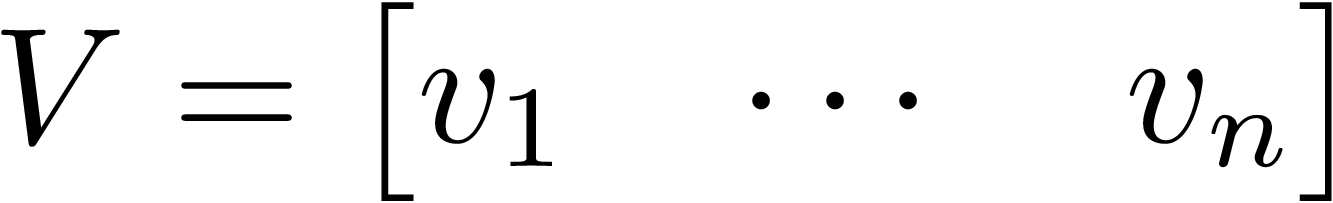 V = [v₁ ⋯ vₙ]